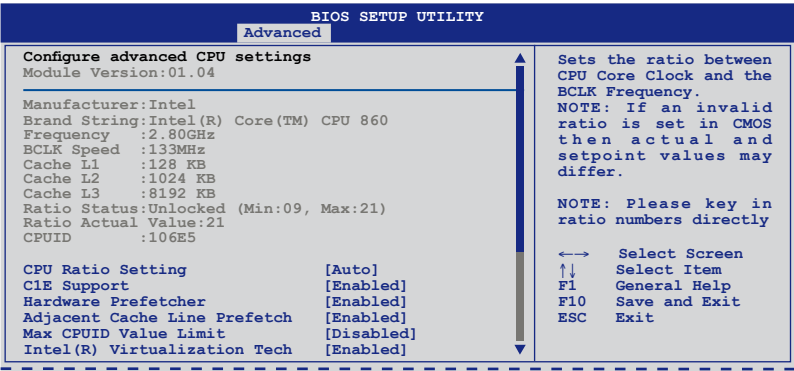 BIOS SETUP UTILITY
Advanced
Configure advanced CPU settings
Module Version:01.04
Manufacturer:Intel
Brand String:Intel(R) Core(TM) CPU 860
Frequency :2.80GHz
BCLK Speed :133MHz
Cache L1 :128 KB
Cache L2 :1024 KB
Cache L3 :8192 KB
Ratio Status:Unlocked (Min:09, Max:21)
Ratio Actual Value:21
CPUID :106E5
CPU Ratio Setting [Auto]
C1E Support [Enabled]
Hardware Prefetcher [Enabled]
Adjacent Cache Line Prefetch [Enabled]
Max CPUID Value Limit [Disabled]
Intel(R) Virtualization Tech [Enabled]
Sets the ratio between
CPU Core Clock and the
BCLK Frequency.
NOTE: If an invalid
ratio is set in CMOS
then actual and
setpoint values may
differ.
NOTE: Please key in
ratio numbers directly
←→ Select Screen
↑↓ Select Item
F1 General Help
F10 Save and Exit
ESC Exit